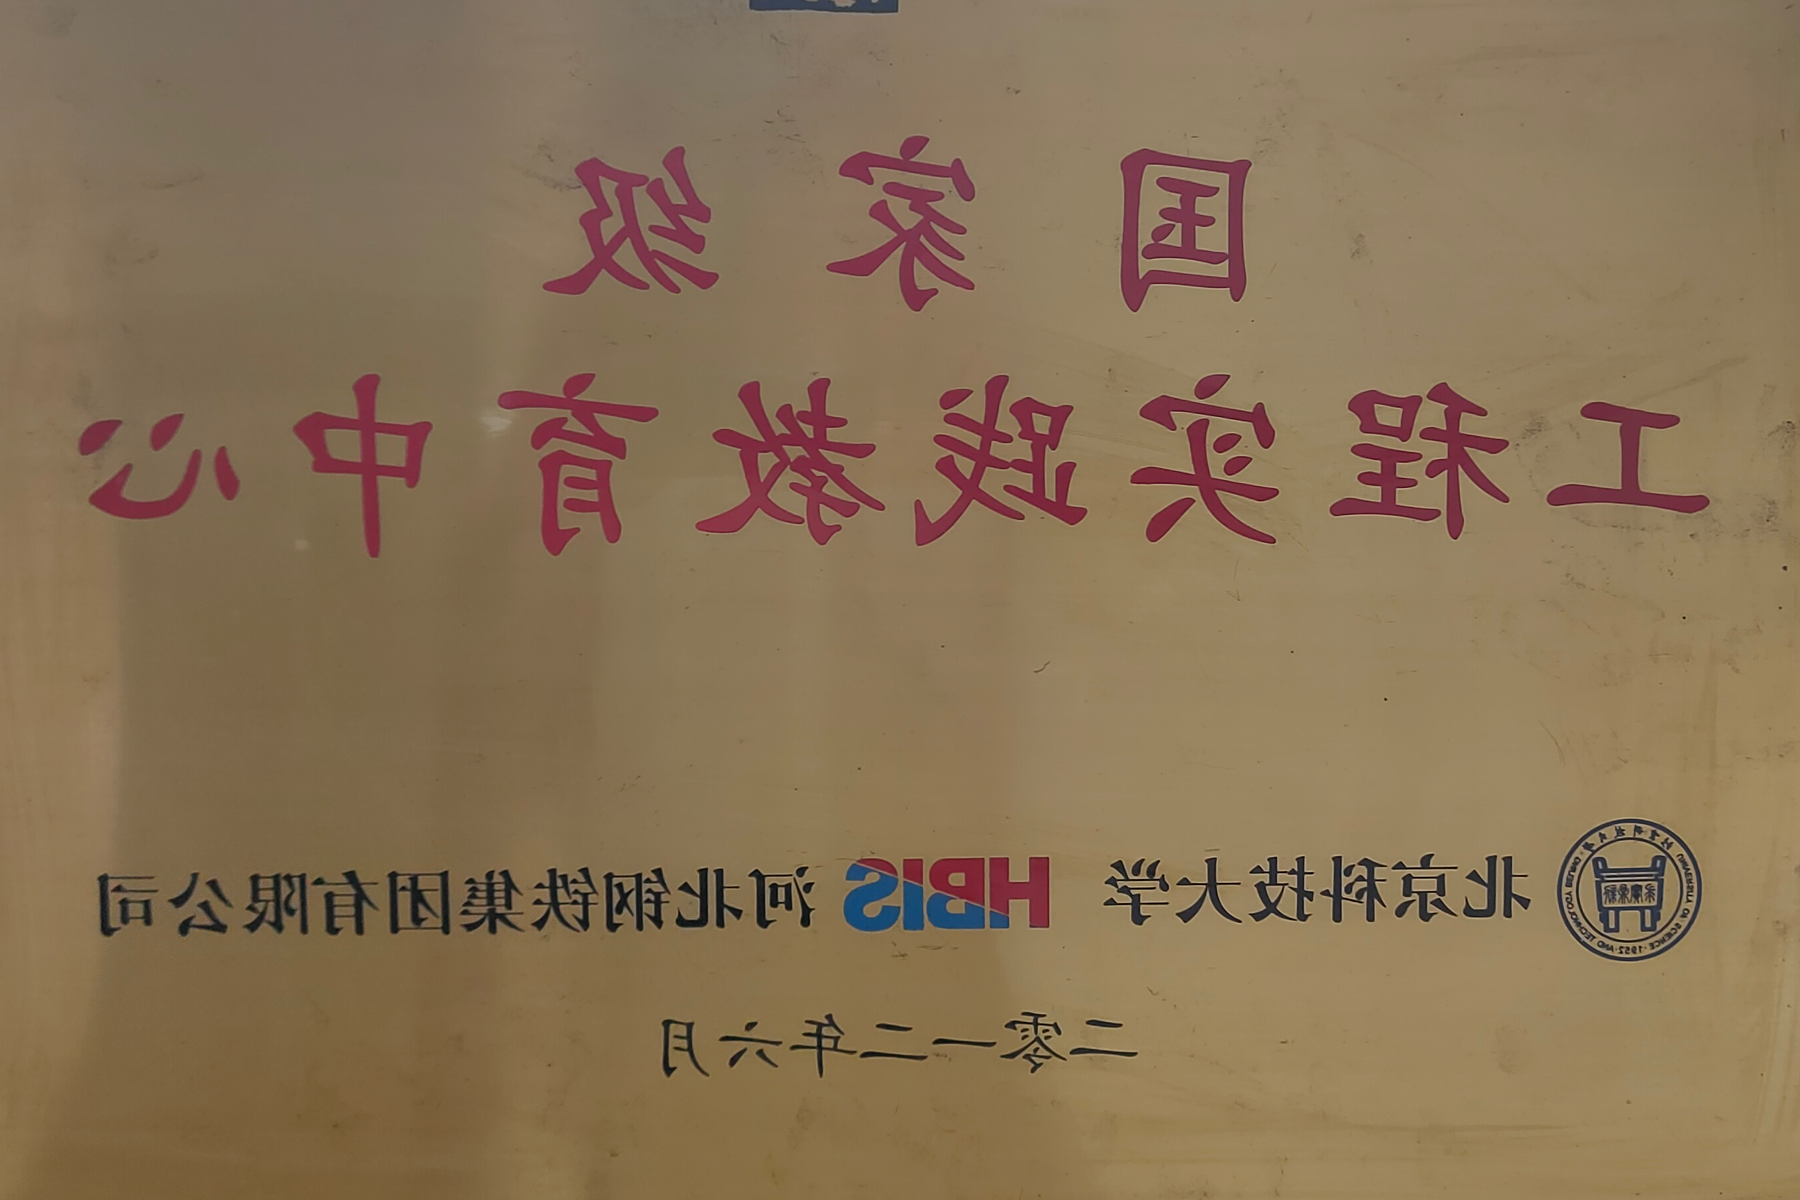 国家级
工程实践教育中心
北京科技大学 HBIS 河北钢铁集团有限公司
二零一二年六月